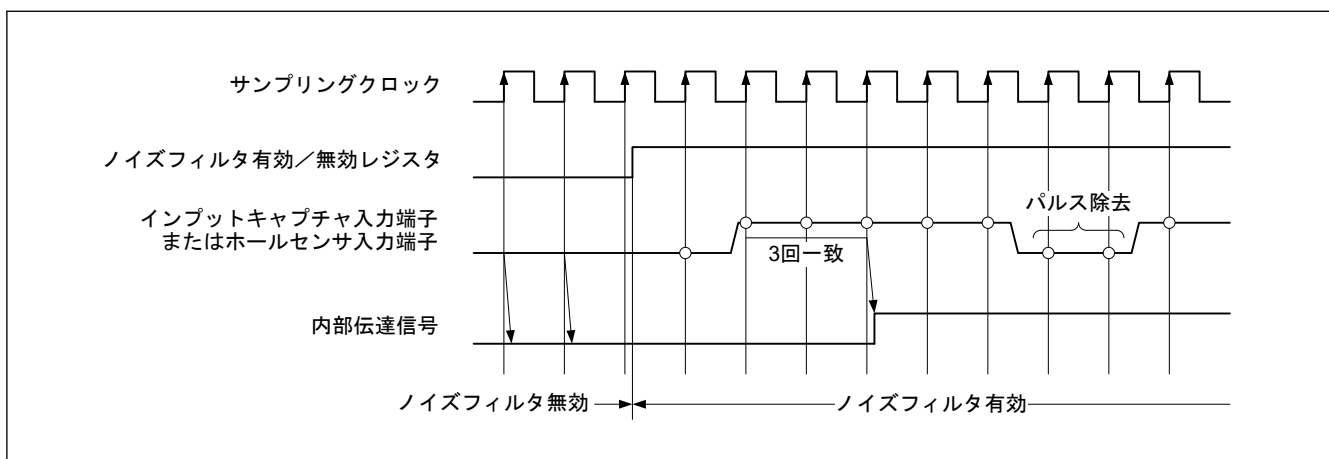 サンプリングクロック
ノイズフィルタ有効／無効レジスタ
インプットキャプチャ入力端子
またはホールセンサ入力端子
パルス除去
3回一致
内部伝達信号
ノイズフィルタ無効
ノイズフィルタ有効